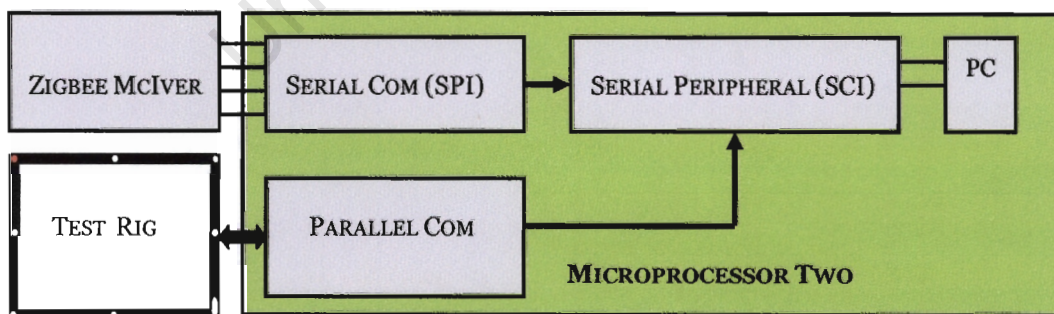 ZIGBEE MCIVER
SERIAL COM (SPI)
SERIAL PERIPHERAL (SCI)
PC
TEST RIG
PARALLEL COM
MICROPROCESSOR TWO